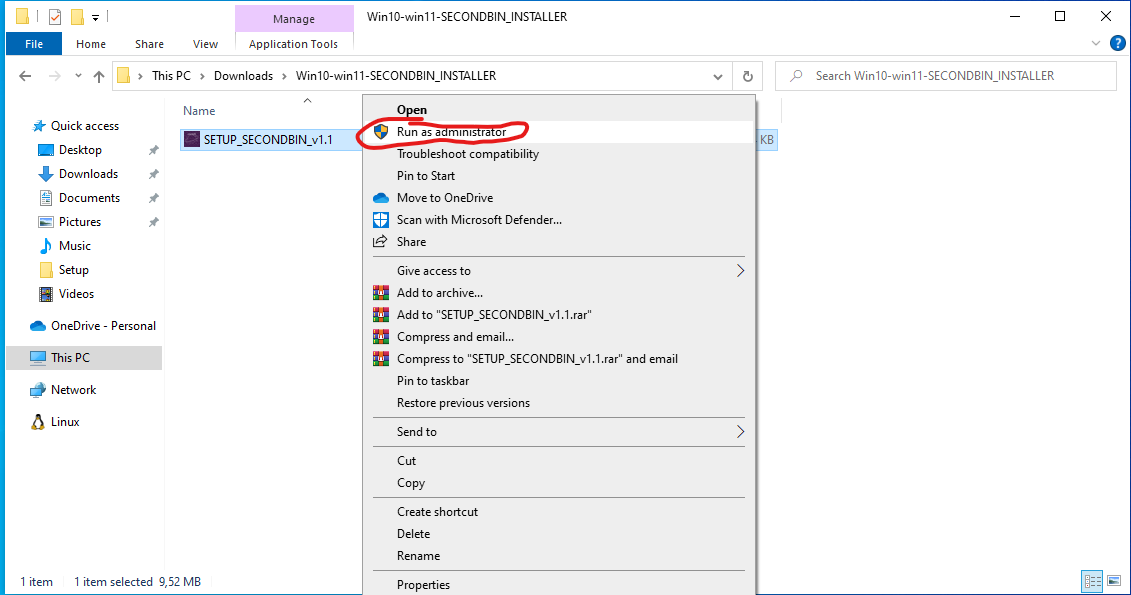 Manage
Win10-win11-SECONDBIN_INSTALLER
File
Home
Share
View
Application Tools
?
This PC
Downloads
Win10-win11-SECONDBIN_INSTALLER
Search Win10-win11-SECONDBIN_INSTALLER
Name
Quick access
Desktop
Downloads
Documents
Pictures
Music
Setup
Videos
OneDrive - Personal
This PC
Network
Linux
SETUP_SECONDBIN_v1.1
KB
Open
Run as administrator
Troubleshoot compatibility
Pin to Start
Move to OneDrive
Scan with Microsoft Defender...
Share
Give access to
Add to archive...
Add to "SETUP_SECONDBIN_v1.1.rar"
Compress and email...
Compress to "SETUP_SECONDBIN_v1.1.rar" and email
Pin to taskbar
Restore previous versions
Send to
Cut
Copy
Create shortcut
Delete
Rename
Properties
1 item
1 item selected 9,52 MB